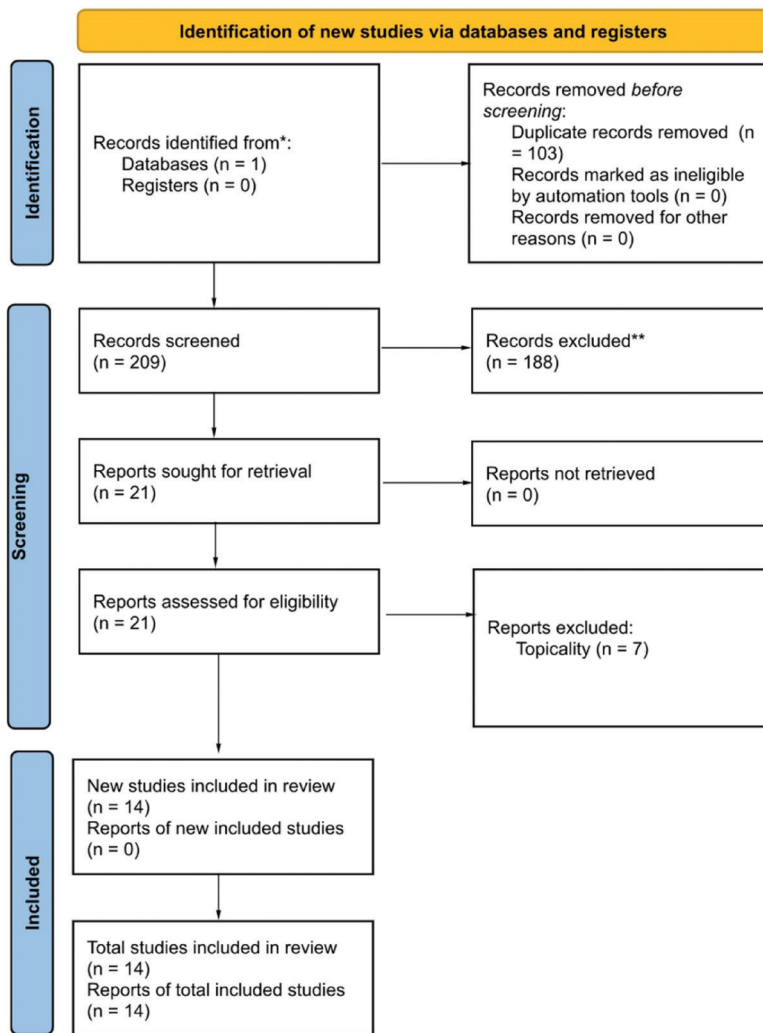 Identification of new studies via databases and registers
Identification
Records identified from*:
Databases (n = 1)
Registers (n = 0)
Records removed before
screening:
Duplicate records removed (n
= 103)
Records marked as ineligible
by automation tools (n = 0)
Records removed for other
reasons (n = 0)
Screening
Records screened
(n = 209)
Records excluded**
(n = 188)
Reports sought for retrieval
(n = 21)
Reports not retrieved
(n = 0)
Reports assessed for eligibility
(n = 21)
Reports excluded:
Topicality (n = 7)
Included
New studies included in review
(n = 14)
Reports of new included studies
(n = 0)
Total studies included in review
(n = 14)
Reports of total included studies
(n = 14)